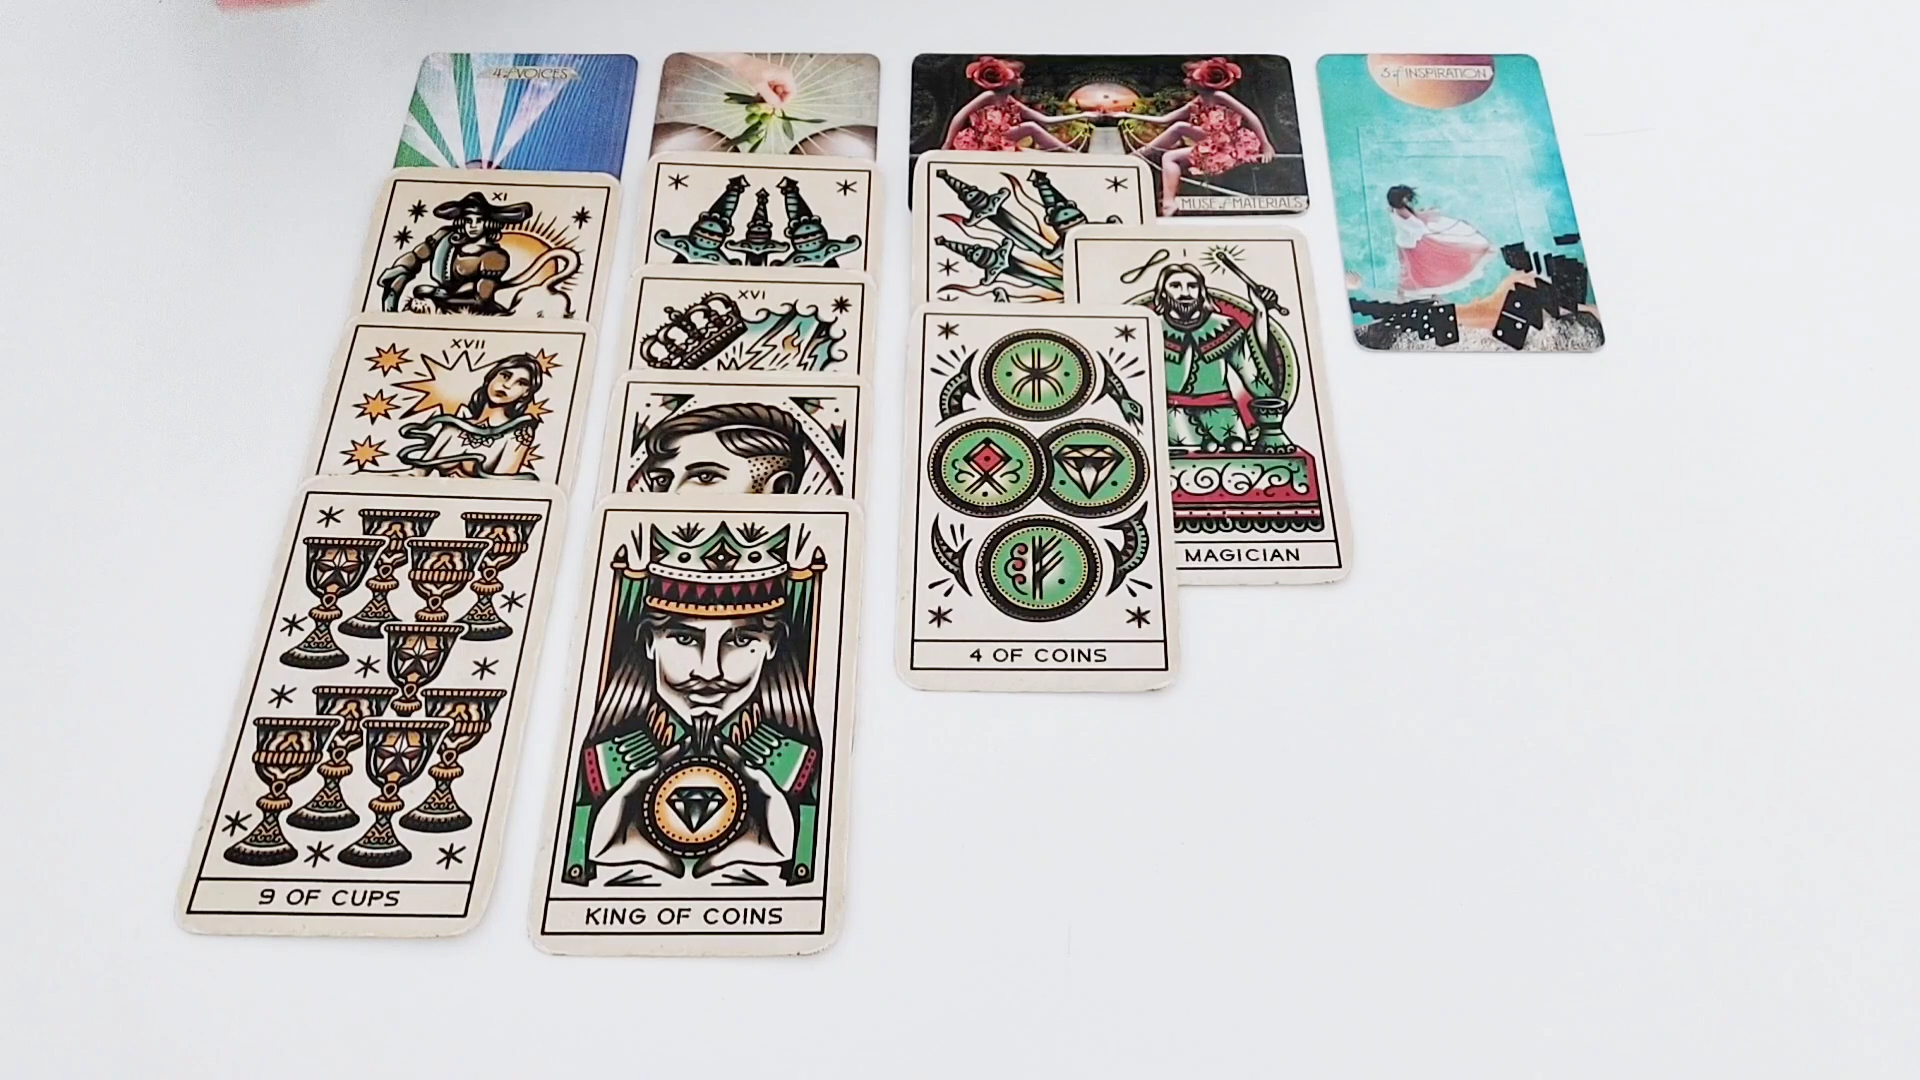 4 of VOICES
MUSE of MATERIALS
3 of INSPIRATION
XI
XVII
9 OF CUPS
XVI
KING OF COINS
4 OF COINS
I
MAGICIAN